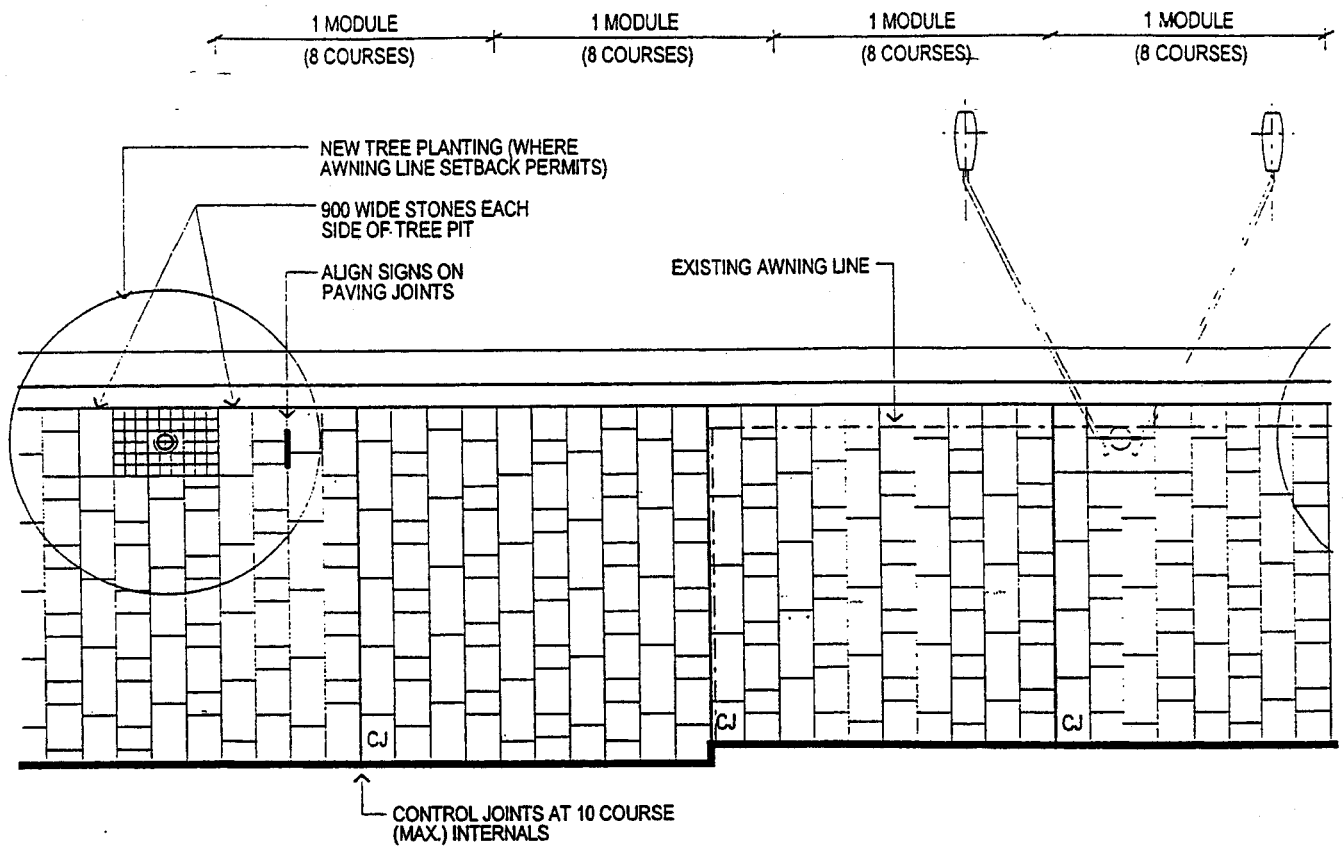 1 MODULE
(8 COURSES)
1 MODULE
(8 COURSES)
1 MODULE
(8 COURSES)
1 MODULE
(8 COURSES)
NEW TREE PLANTING (WHERE
AWNING LINE SETBACK PERMITS)
900 WIDE STONES EACH
SIDE OF TREE PIT
ALIGN SIGNS ON
PAVING JOINTS
EXISTING AWNING LINE
CJ
CJ
CJ
CONTROL JOINTS AT 10 COURSE
(MAX.) INTERNALS